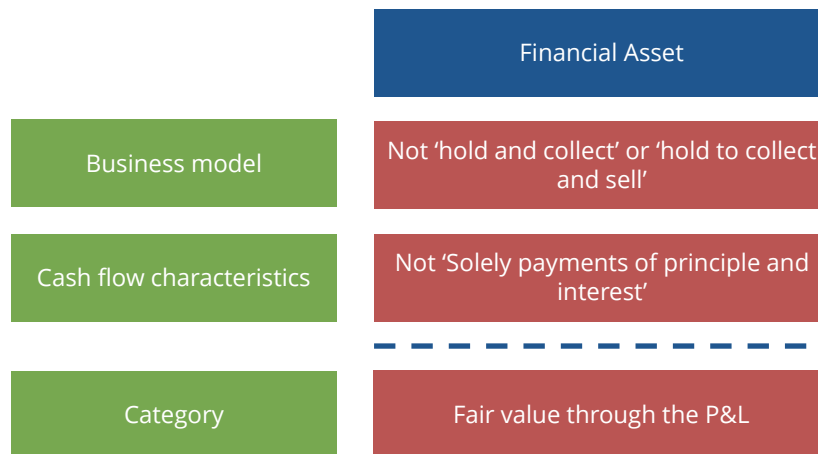 Financial Asset
Business model
Not ‘hold and collect’ or ‘hold to collect
and sell’
Cash flow characteristics
Not ‘Solely payments of principle and
interest’
Category
Fair value through the P&L